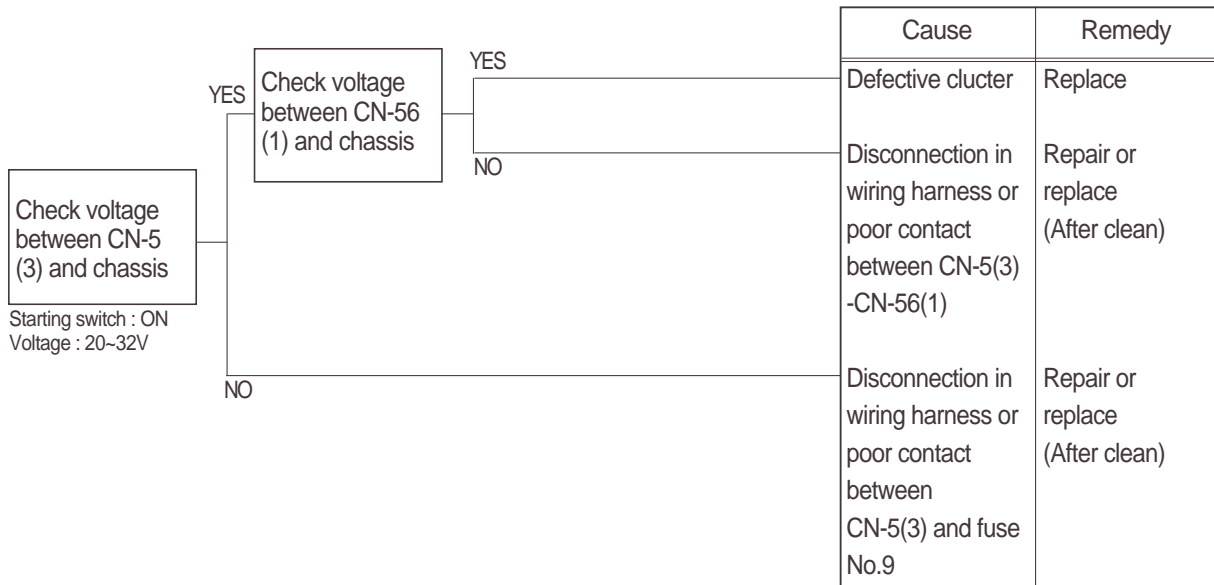 Check voltage
between CN-5
(3) and chassis
Starting switch : ON
Voltage : 20~32V
YES
NO
Check voltage
between CN-56
(1) and chassis
YES
NO
Cause
Remedy
Defective clucter
Replace
Disconnection in
wiring harness or
poor contact
between CN-5(3)
-CN-56(1)
Repair or
replace
(After clean)
Disconnection in
wiring harness or
poor contact
between
CN-5(3) and fuse
No.9
Repair or
replace
(After clean)